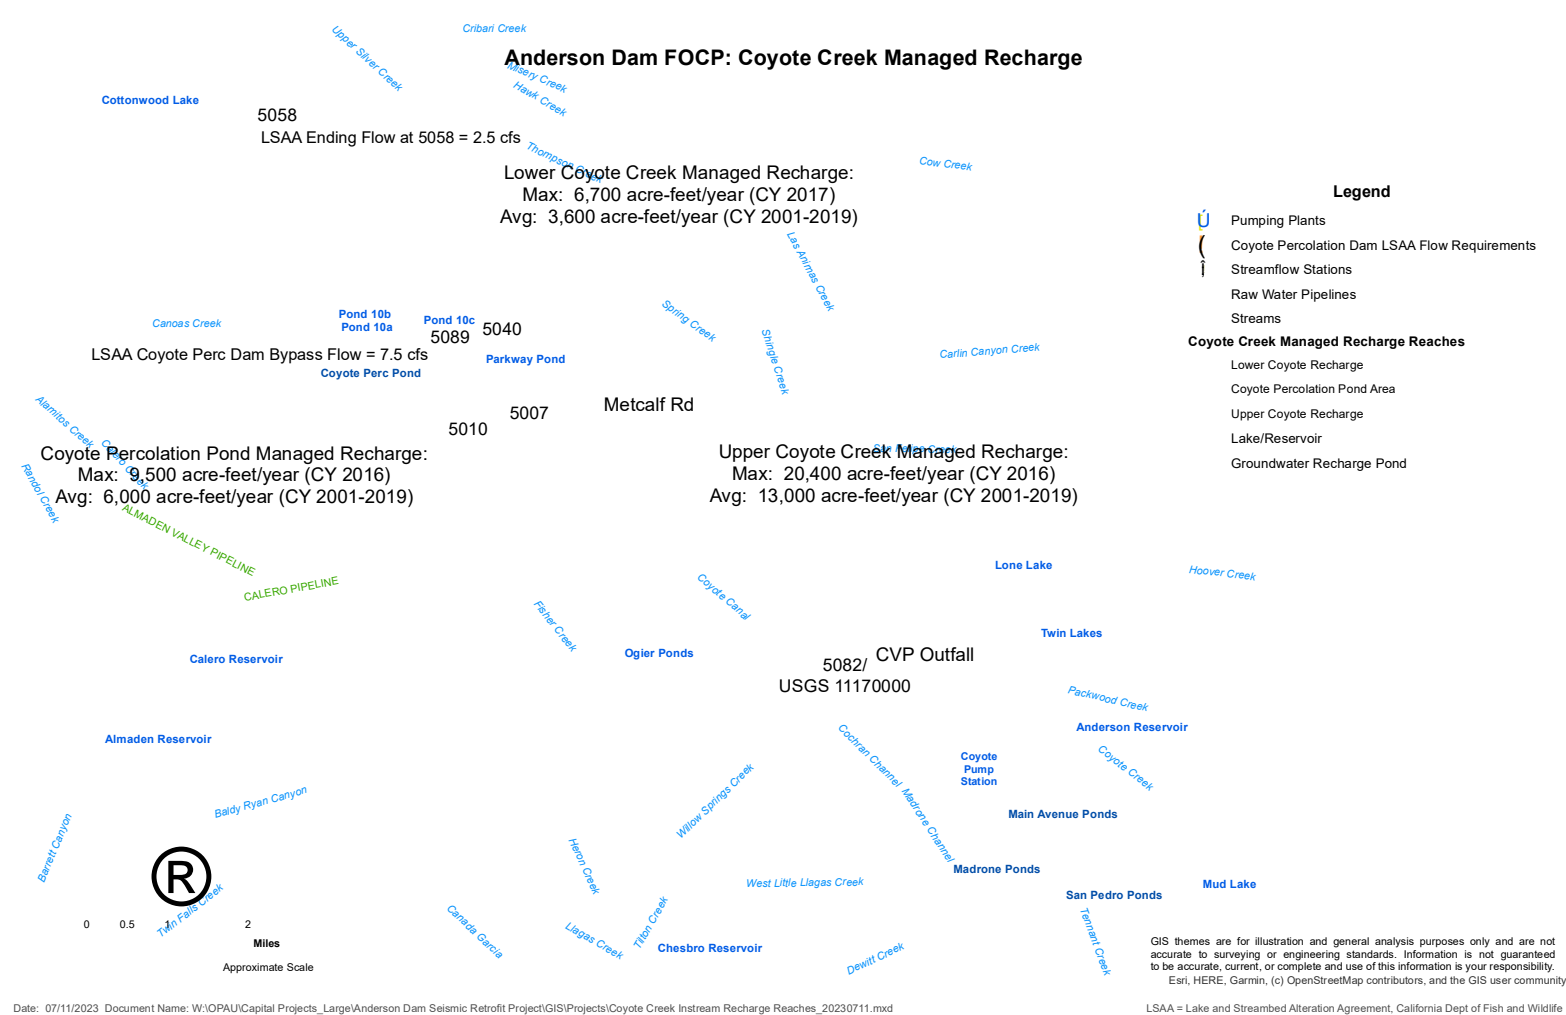 Cribari Creek
Upper Silver Creek
Anderson Dam FOCP: Coyote Creek Managed Recharge
Misery Creek
Hawk Creek
Cottonwood Lake
5058
LSAA Ending Flow at 5058 = 2.5 cfs
Thompson Creek
Cow Creek
Lower Coyote Creek Managed Recharge:
Max:  6,700 acre-feet/year (CY 2017)
Avg:  3,600 acre-feet/year (CY 2001-2019)
Legend
Ú
Pumping Plants
(
Coyote Percolation Dam LSAA Flow Requirements
Streamflow Stations
Raw Water Pipelines
Streams
Coyote Creek Managed Recharge Reaches
Lower Coyote Recharge
Coyote Percolation Pond Area
Upper Coyote Recharge
Lake/Reservoir
Groundwater Recharge Pond
Las Animas Creek
Spring Creek
Shingle Creek
Carlin Canyon Creek
Canoas Creek
Pond 10b
Pond 10a
Pond 10c
5089
5040
LSAA Coyote Perc Dam Bypass Flow = 7.5 cfs
Parkway Pond
Coyote Perc Pond
Metcalf Rd
5007
5010
Alamitos Creek
Calero Creek
Randol Creek
Coyote Percolation Pond Managed Recharge:
Max:  9,500 acre-feet/year (CY 2016)
Avg:  6,000 acre-feet/year (CY 2001-2019)
San Felipe Creek
Upper Coyote Creek Managed Recharge:
Max:  20,400 acre-feet/year (CY 2016)
Avg:  13,000 acre-feet/year (CY 2001-2019)
ALMADEN VALLEY PIPELINE
CALERO PIPELINE
Coyote Canal
Fisher Creek
Lone Lake
Hoover Creek
Twin Lakes
Calero Reservoir
Ogier Ponds
CVP Outfall
5082/
USGS 11170000
Packwood Creek
Anderson Reservoir
Almaden Reservoir
Cochran Channel
Coyote
Pump
Station
Coyote Creek
Madrone Channel
Main Avenue Ponds
Baldy Ryan Canyon
Willow Springs Creek
Barrett Canyon
Heron Creek
Madrone Ponds
West Little Llagas Creek
San Pedro Ponds
Mud Lake
®
Twin Falls Creek
0 0.5 1 2
Miles
Approximate Scale
Canada Garcia
Llagas Creek
Tilton Creek
Chesbro Reservoir
Dewitt Creek
Tennant Creek
GIS themes are for illustration and general analysis purposes only and are not
accurate to surveying or engineering standards. Information is not guaranteed
to be accurate, current, or complete and use of this information is your responsibility.
Esri, HERE, Garmin, (c) OpenStreetMap contributors, and the GIS user community
Date:  07/11/2023  Document Name: W:\OPAU\Capital Projects_Large\Anderson Dam Seismic Retrofit Project\GIS\Projects\Coyote Creek Instream Recharge Reaches_20230711.mxd
LSAA = Lake and Streambed Alteration Agreement, California Dept of Fish and Wildlife